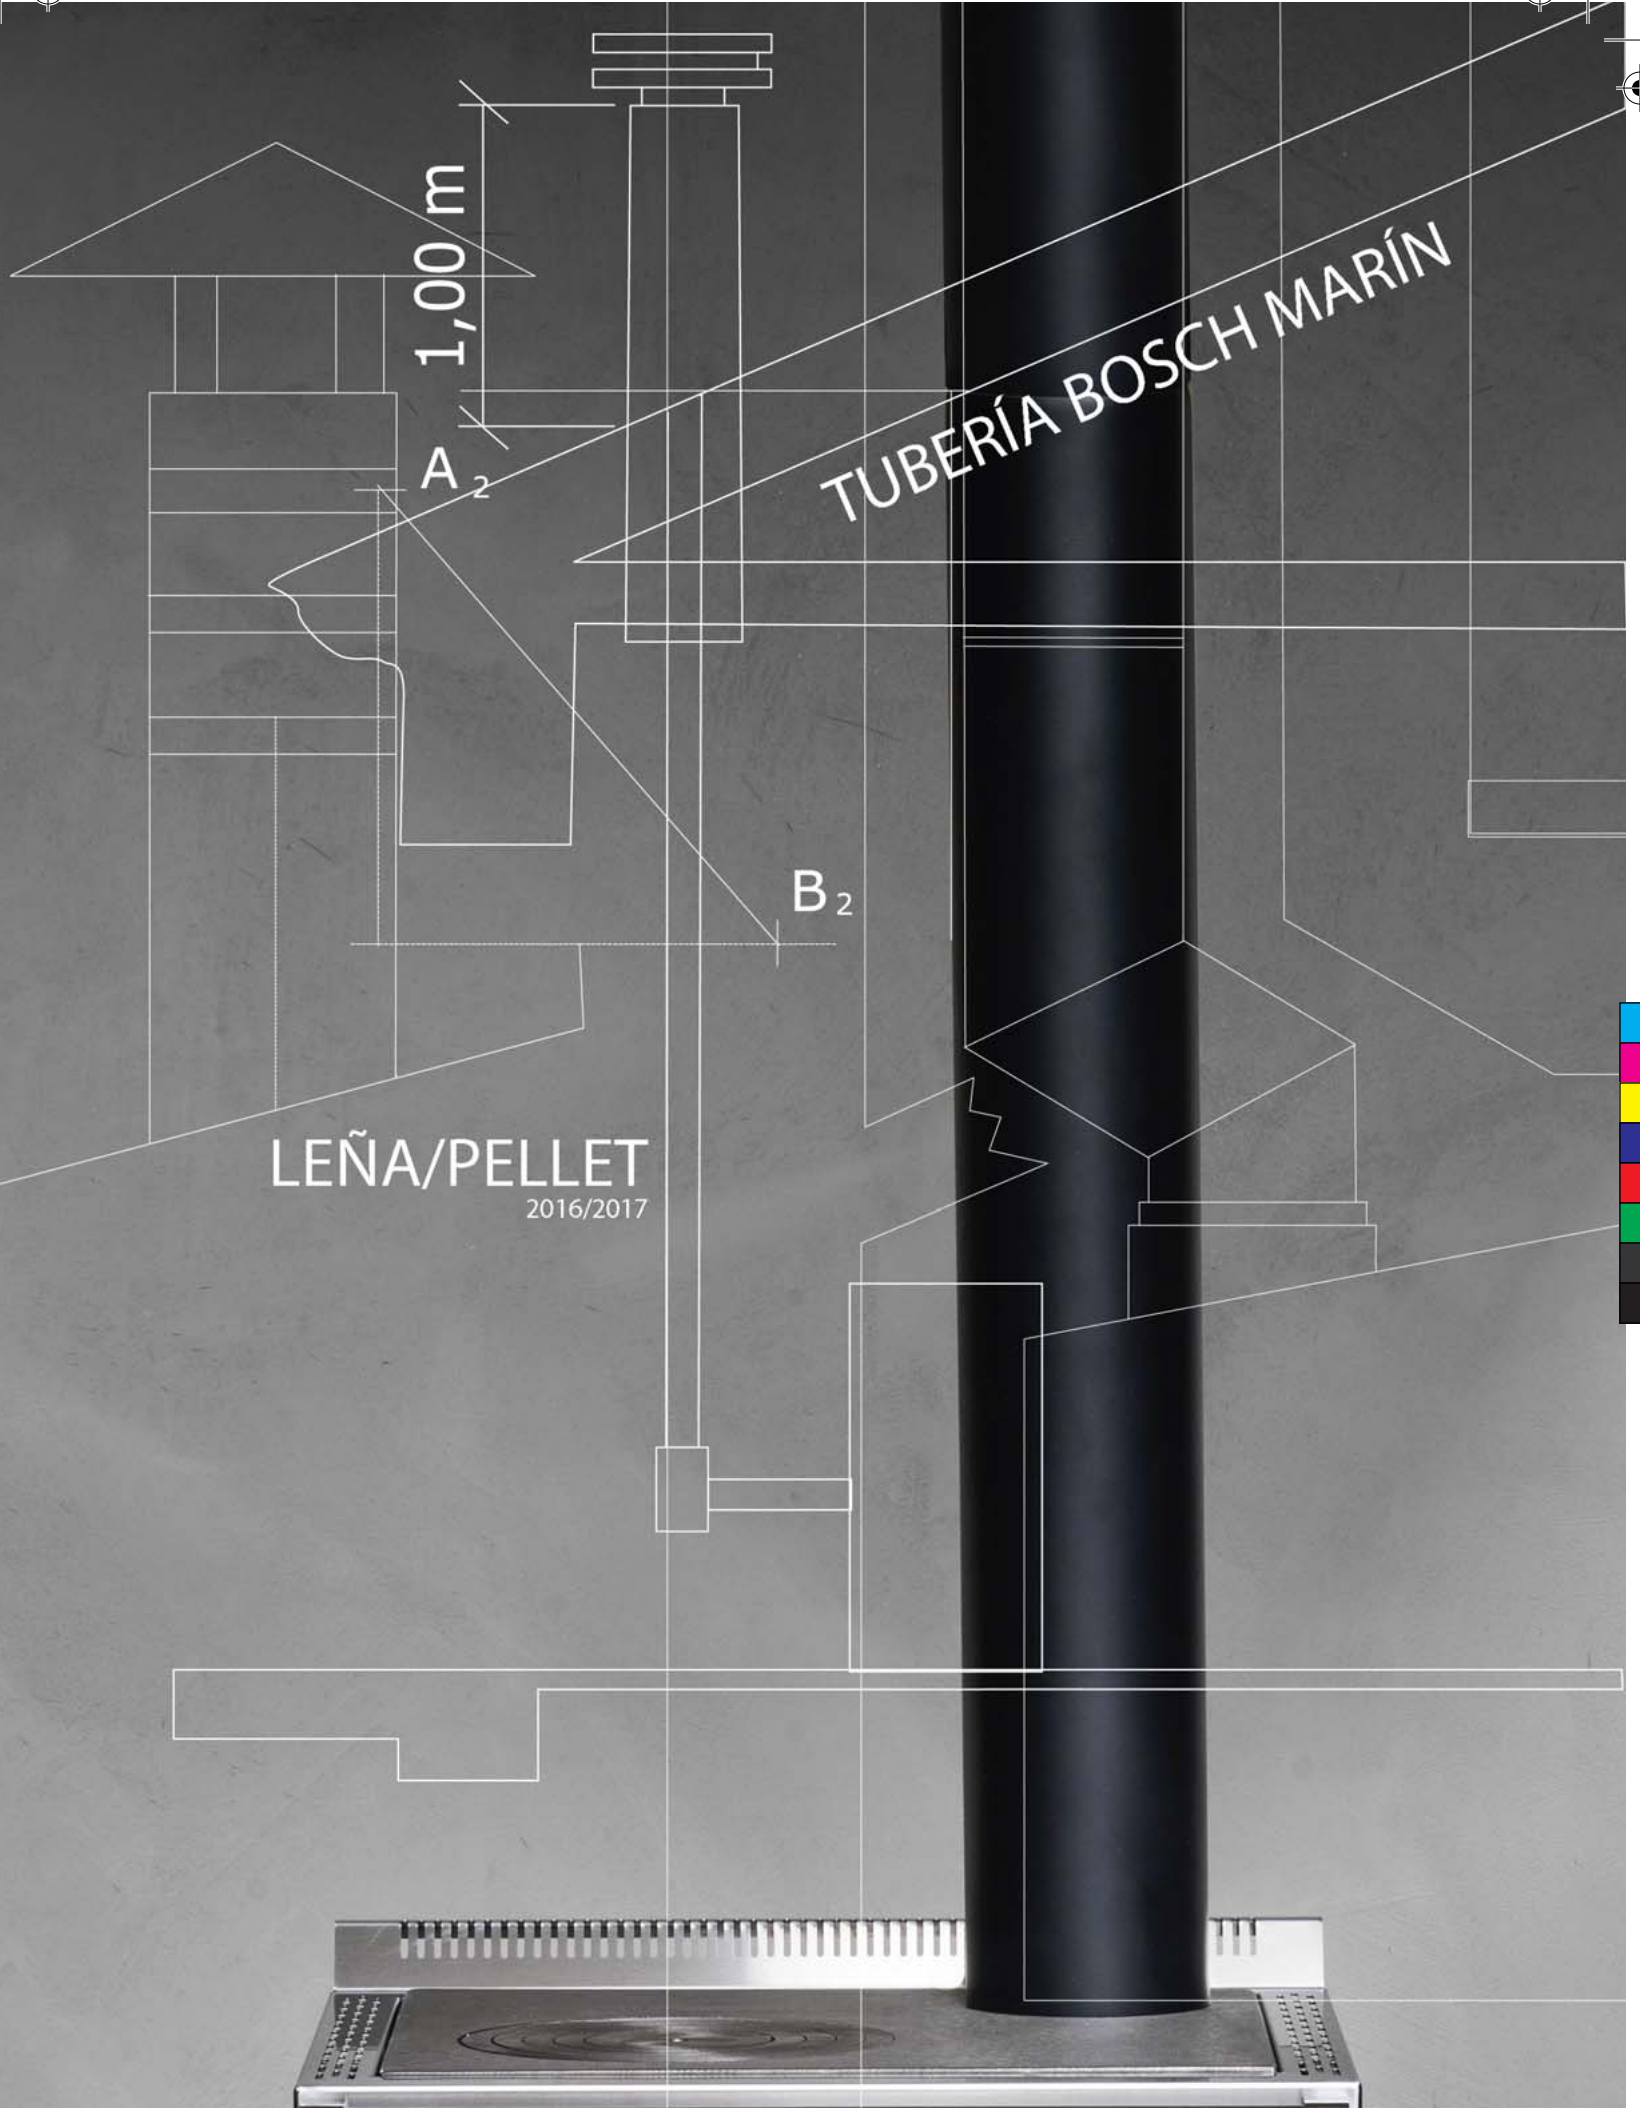 1,00 m
TUBERÍA BOSCH MARÍN
A 2
B 2
LEÑA/PELLET
2016/2017